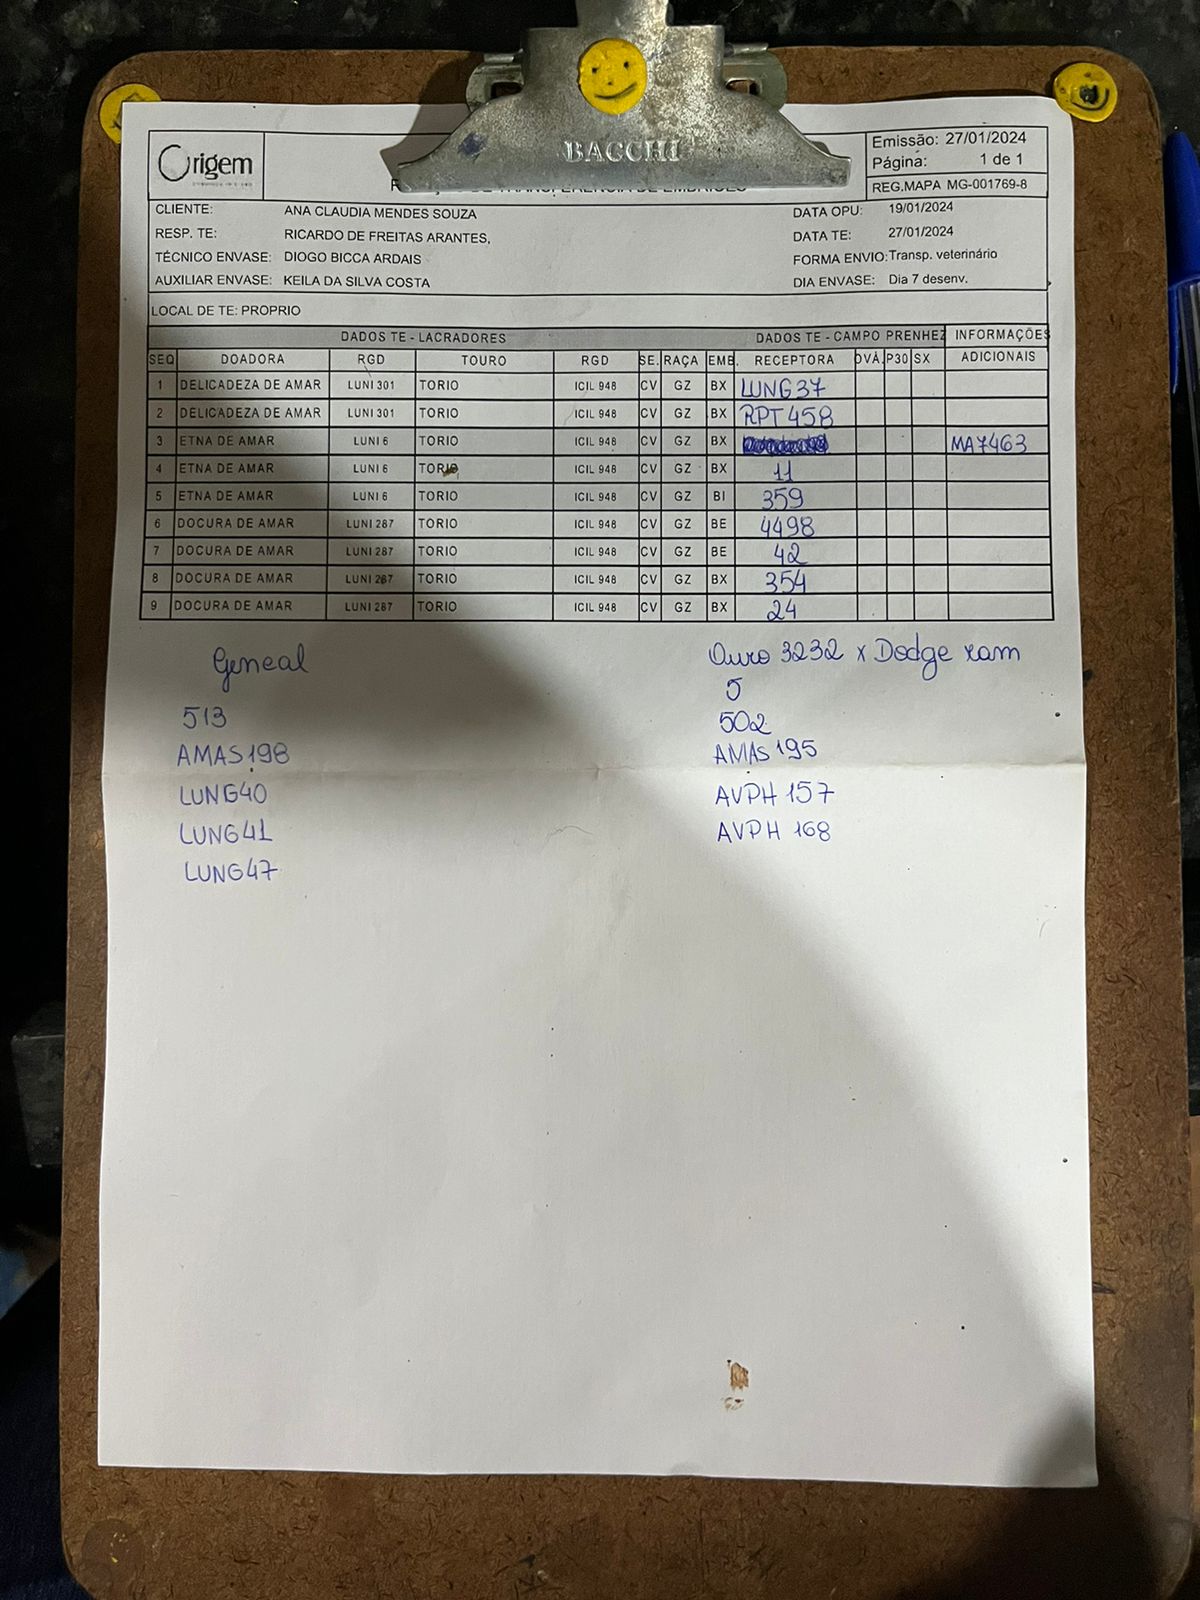 BACCHI
Origem
TRANSFERÊNCIA DE EMBRIÕES
Emissão: 27/01/2024
Página: 1 de 1
REG.MAPA MG-001769-8
CLIENTE: ANA CLAUDIA MENDES SOUZA DATA OPU: 19/01/2024
RESP. TE: RICARDO DE FREITAS ARANTES, DATA TE: 27/01/2024
TÉCNICO ENVASE: DIOGO BICCA ARDAIS FORMA ENVIO: Transp. veterinário
AUXILIAR ENVASE: KEILA DA SILVA COSTA DIA ENVASE: Dia 7 desenv.
LOCAL DE TE: PROPRIO
DADOS TE - LACRADORES DADOS TE - CAMPO PRENHEZ INFORMAÇÕES
SEQ DOADORA RGD TOURO RGD SE. RAÇA EMB. RECEPTORA OVÁ. P30 SX ADICIONAIS
1 DELICADEZA DE AMAR LUNI 301 TORIO ICIL 948 CV GZ BX LUNG37
2 DELICADEZA DE AMAR LUNI 301 TORIO ICIL 948 CV GZ BX RPT458
3 ETNA DE AMAR LUNI 6 TORIO ICIL 948 CV GZ BX MA7463
4 ETNA DE AMAR LUNI 6 TORIO ICIL 948 CV GZ BX 11
5 ETNA DE AMAR LUNI 6 TORIO ICIL 948 CV GZ BI 359
6 DOCURA DE AMAR LUNI 287 TORIO ICIL 948 CV GZ BE 4498
7 DOCURA DE AMAR LUNI 287 TORIO ICIL 948 CV GZ BE 42
8 DOCURA DE AMAR LUNI 287 TORIO ICIL 948 CV GZ BX 354
9 DOCURA DE AMAR LUNI 287 TORIO ICIL 948 CV GZ BX 24
Geneal
513
AMAS198
LUNG40
LUNG41
LUNG47
Ouro 3232 x Dodge ram
5
502
AMAS 195
AVPH 157
AVPH 168